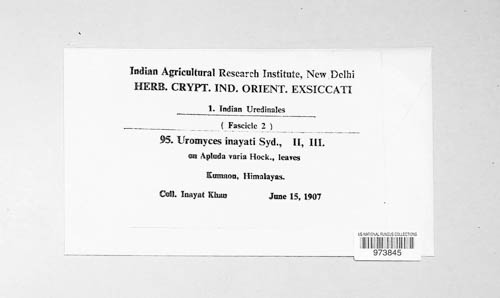 Indian Agricultural Research Institute, New Delhi
HERB. CRYPT. IND. ORIENT. EXSICCATI
1. Indian Uredinales
( Fascicle 2 )
95. Uromyces inayati Syd., II, III.
on Apluda varia Hock., leaves
Kumaon, Himalayas.
Coll. Inayat Khan June 15, 1907
US NATIONAL FUNGUS COLLECTIONS
973845